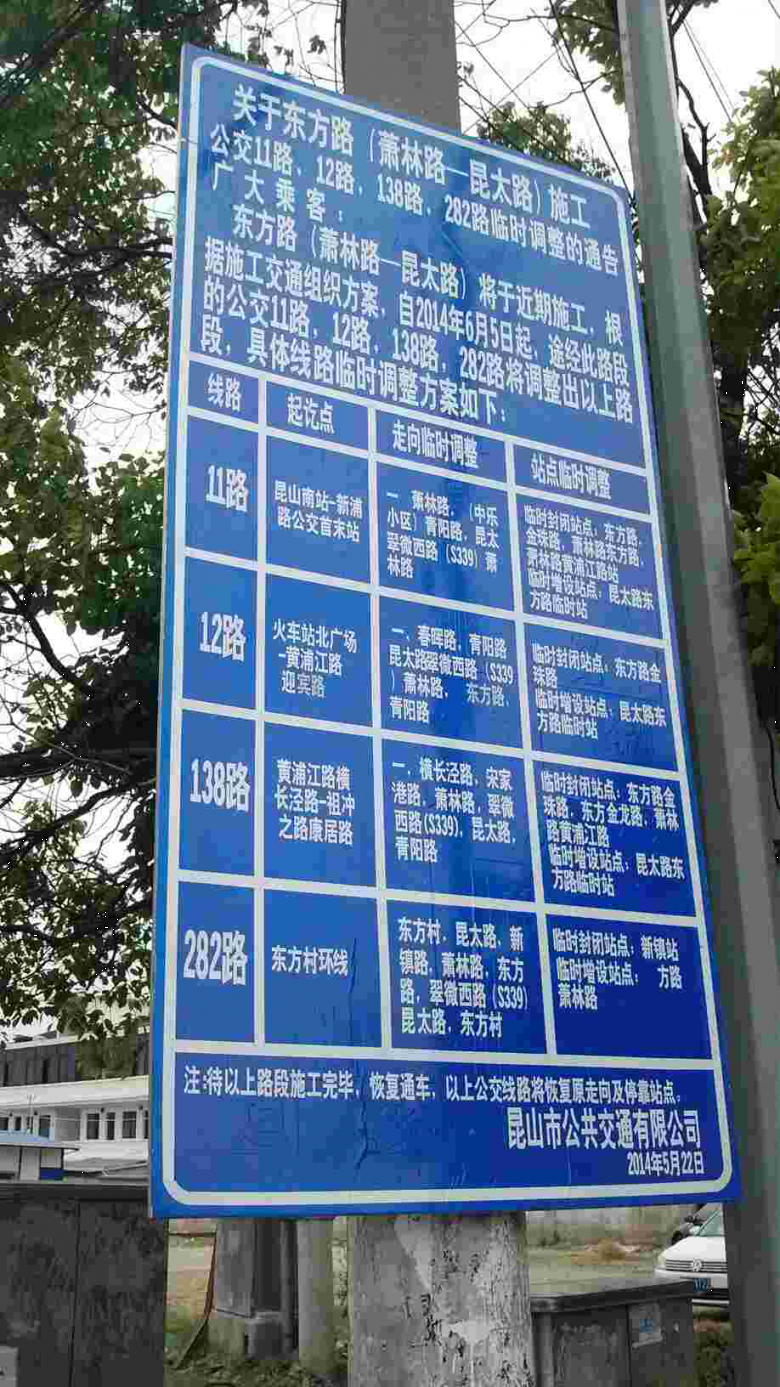 关于东方路（萧林路—昆太路）施工
公交11路、12路、138路、282路临时调整的通告
广大乘客：
东方路（萧林路—昆太路）将于近期施工，根
据施工交通组织方案，自2014年6月5日起，途经此路段
的公交11路、12路、138路、282路将调整出以上路
段，具体线路临时调整方案如下：
线路
起讫点
走向临时调整
站点临时调整
11路
昆山南站-新浦
路公交首末站
一、萧林路、（中乐
小区）青阳路、昆太
翠微西路（S339）萧
林路
临时封闭站点：东方路、
金珠路，萧林路东方路、
萧林路黄浦江路站
临时增设站点：昆太路东
方路临时站
12路
火车站北广场
-黄浦江路
迎宾路
一、春晖路、青阳路
昆太路翠微西路（S339
）萧林路、东方路、
青阳路
临时封闭站点：东方路金
珠路
临时增设站点：昆太路东
方路临时站
138路
黄浦江路横
长泾路-祖冲
之路康居路
一、横长泾路、宋家
港路、萧林路、翠微
西路(S339)、昆太路、
青阳路
临时封闭站点：东方路金
珠路、东方金龙路、萧林
路黄浦江路
临时增设站点：昆太路东
方路临时站
282路
东方村环线
东方村、昆太路、新
镇路、萧林路、东方
路、翠微西路（S339）
昆太路、东方村
临时封闭站点：新镇站
临时增设站点：方路
萧林路
注：待以上路段施工完毕，恢复通车，以上公交线路将恢复原走向及停靠站点。
昆山市公共交通有限公司
2014年5月22日